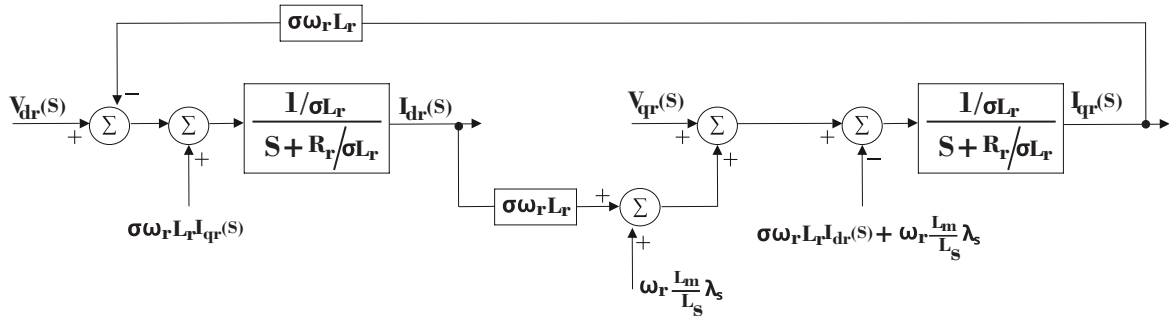 σωrLr
−
Vdr(S)
+
Σ
Σ
+
1/σLr
S + Rr/σLr
Idr(S)
σωrLrIqr(S)
σωrLr
+
Σ
+
ωr Lm/LS λs
Vqr(S)
+
Σ
+
+
Σ
−
σωrLrIdr(S) + ωr Lm/LS λs
1/σLr
S + Rr/σLr
Iqr(S)